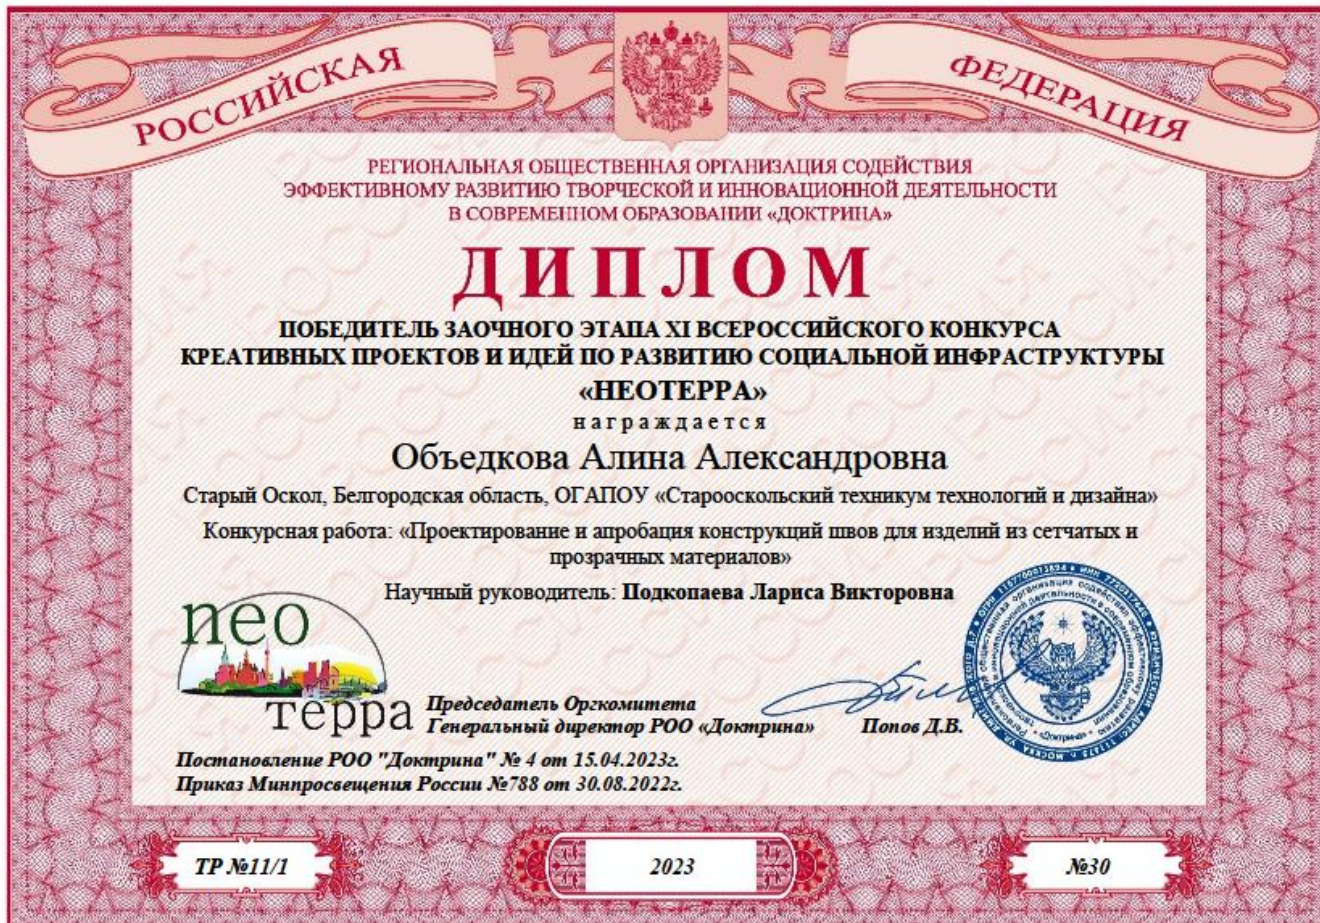 РОССИЙСКАЯ
ФЕДЕРАЦИЯ
РЕГИОНАЛЬНАЯ ОБЩЕСТВЕННАЯ ОРГАНИЗАЦИЯ СОДЕЙСТВИЯ
ЭФФЕКТИВНОМУ РАЗВИТИЮ ТВОРЧЕСКОЙ И ИННОВАЦИОННОЙ ДЕЯТЕЛЬНОСТИ
В СОВРЕМЕННОМ ОБРАЗОВАНИИ «ДОКТРИНА»
ДИПЛОМ
ПОБЕДИТЕЛЬ ЗАОЧНОГО ЭТАПА XI ВСЕРОССИЙСКОГО КОНКУРСА
КРЕАТИВНЫХ ПРОЕКТОВ И ИДЕЙ ПО РАЗВИТИЮ СОЦИАЛЬНОЙ ИНФРАСТРУКТУРЫ
«НЕОТЕРРА»
награждается
Объедкова Алина Александровна
Старый Оскол, Белгородская область, ОГАПОУ «Старооскольский техникум технологий и дизайна»
Конкурсная работа: «Проектирование и апробация конструкций швов для изделий из сетчатых и
прозрачных материалов»
Научный руководитель: Подкопаева Лариса Викторовна
neo
терра
Председатель Оргкомитета
Генеральный директор РОО «Доктрина» Попов Д.В.
Постановление РОО "Доктрина" № 4 от 15.04.2023г.
Приказ Минпросвещения России №788 от 30.08.2022г.
ТР №11/1
2023
№30